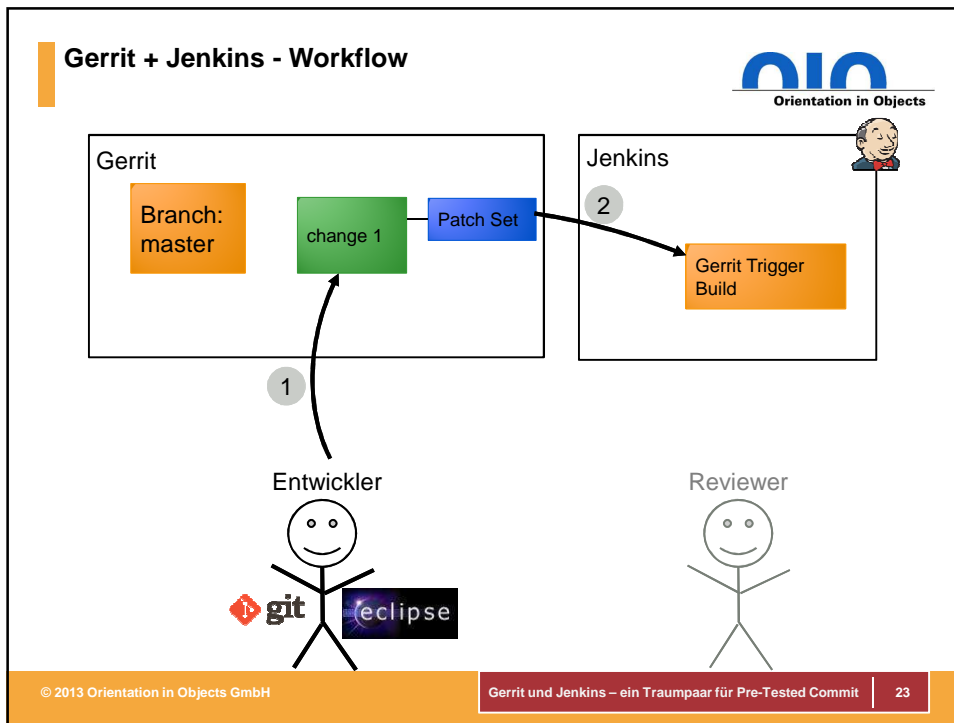 Gerrit + Jenkins - Workflow
OIO
Orientation in Objects
Gerrit
Jenkins
Branch:
master
change 1
Patch Set
2
Gerrit Trigger
Build
1
Entwickler
Reviewer
git
eclipse
© 2013 Orientation in Objects GmbH
Gerrit und Jenkins – ein Traumpaar für Pre-Tested Commit
23